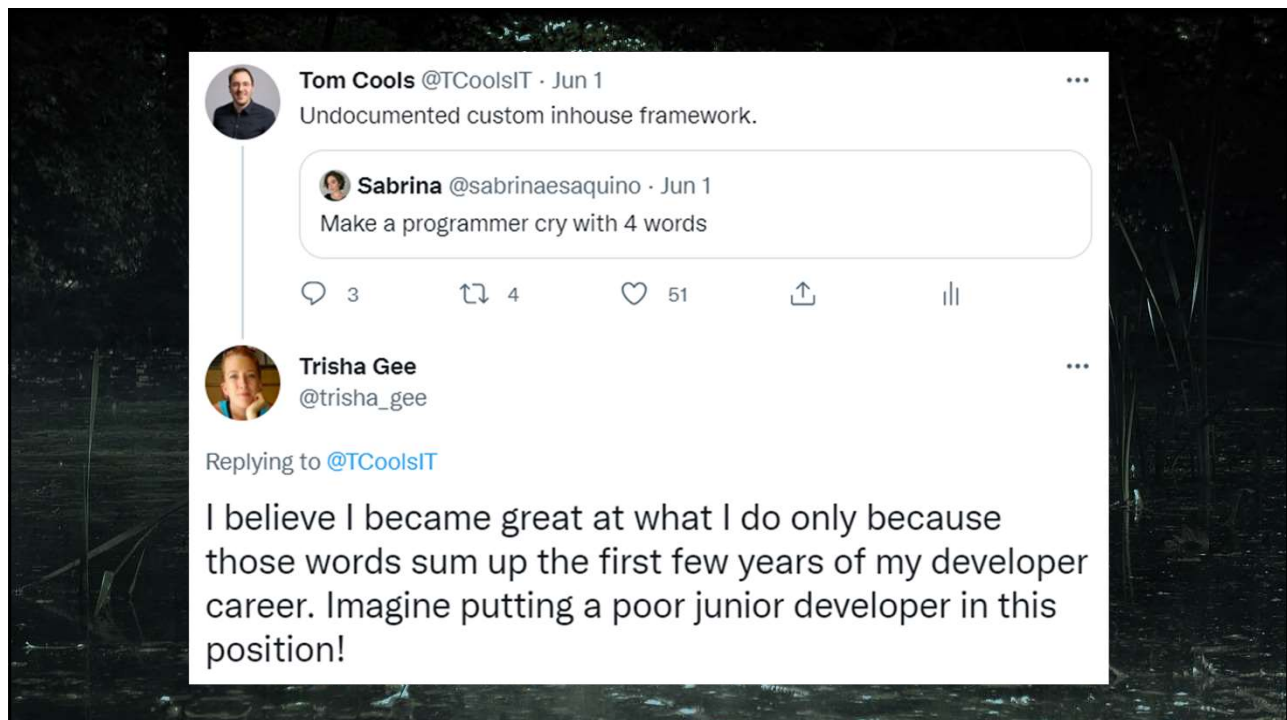 Tom Cools @TCoolsIT · Jun 1
Undocumented custom inhouse framework.
Sabrina @sabrinaesaquino · Jun 1
Make a programmer cry with 4 words
3 4 51
Trisha Gee
@trisha_gee
Replying to @TCoolsIT
I believe I became great at what I do only because
those words sum up the first few years of my developer
career. Imagine putting a poor junior developer in this
position!